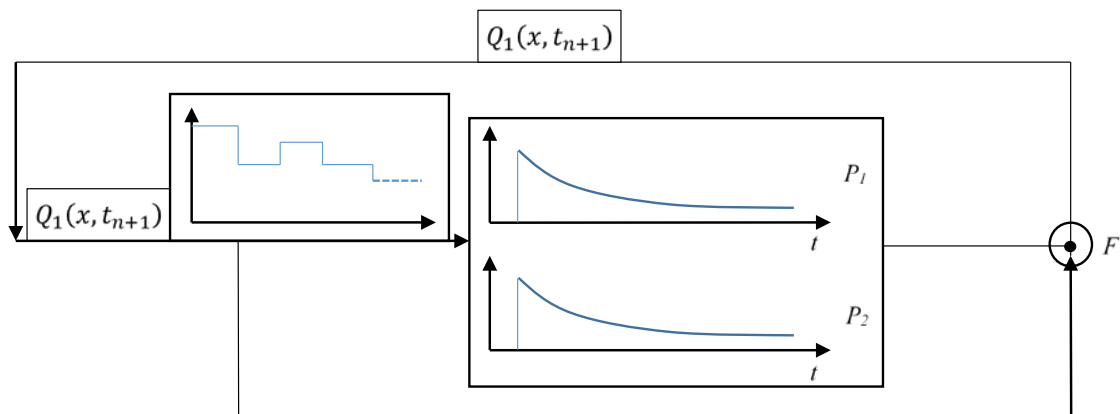 Q₁(x, tₙ₊₁)
Q₁(x, tₙ₊₁)
P₁
t
F
P₂
t